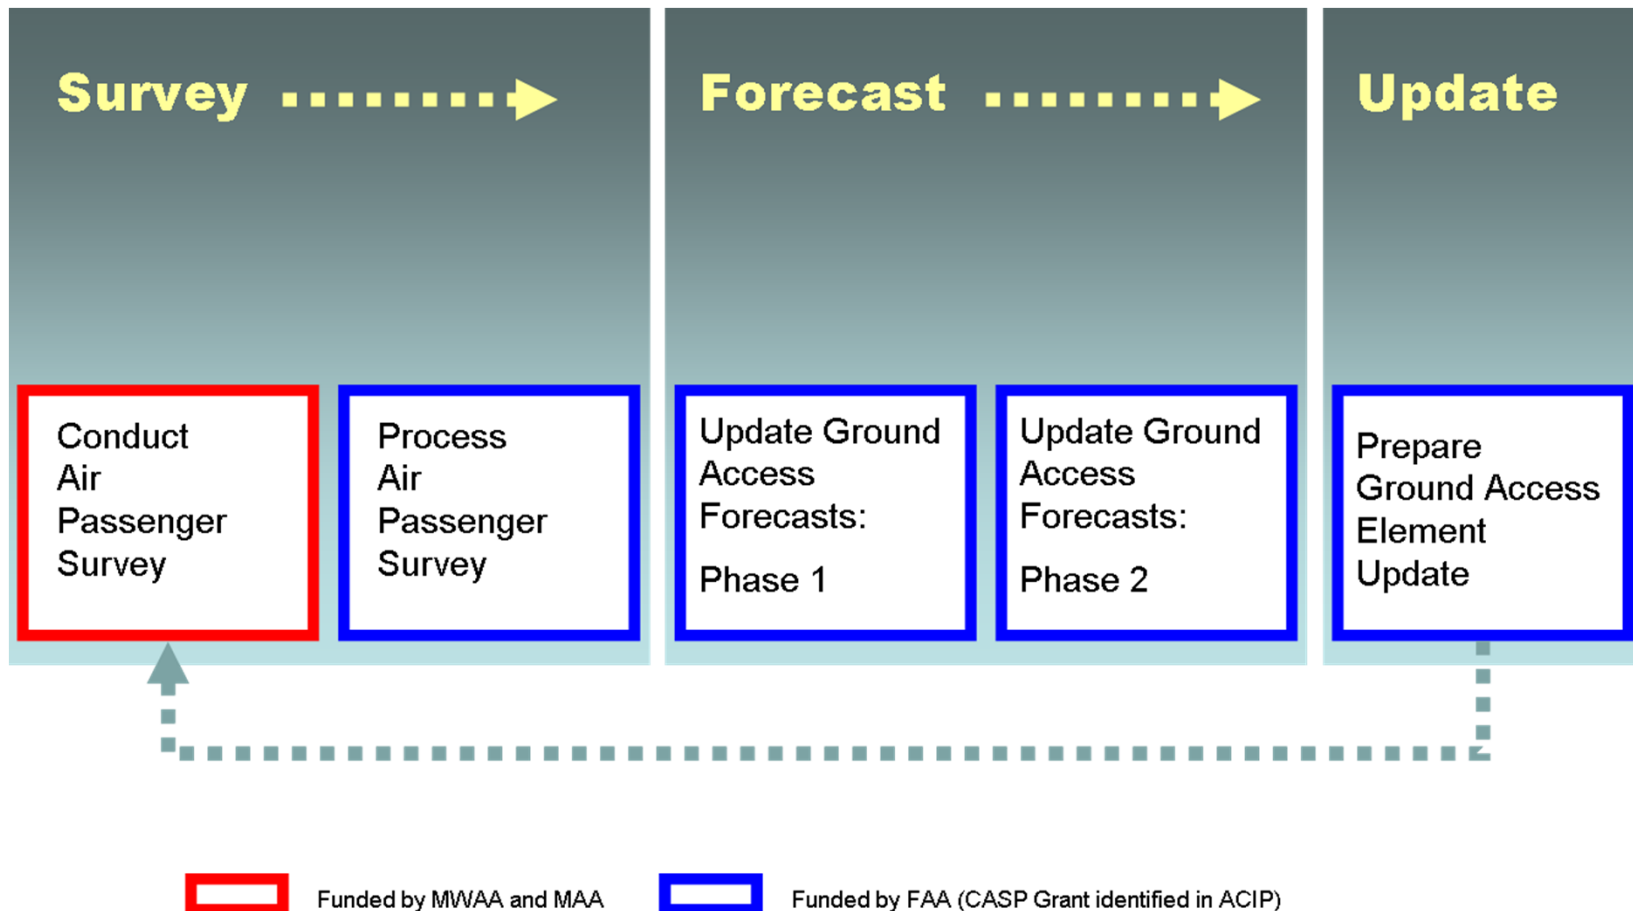 Survey
Forecast
Update
Conduct
Air
Passenger
Survey
Process
Air
Passenger
Survey
Update Ground
Access
Forecasts:
Phase 1
Update Ground
Access
Forecasts:
Phase 2
Prepare
Ground Access
Element
Update
Funded by MWAA and MAA
Funded by FAA (CASP Grant identified in ACIP)